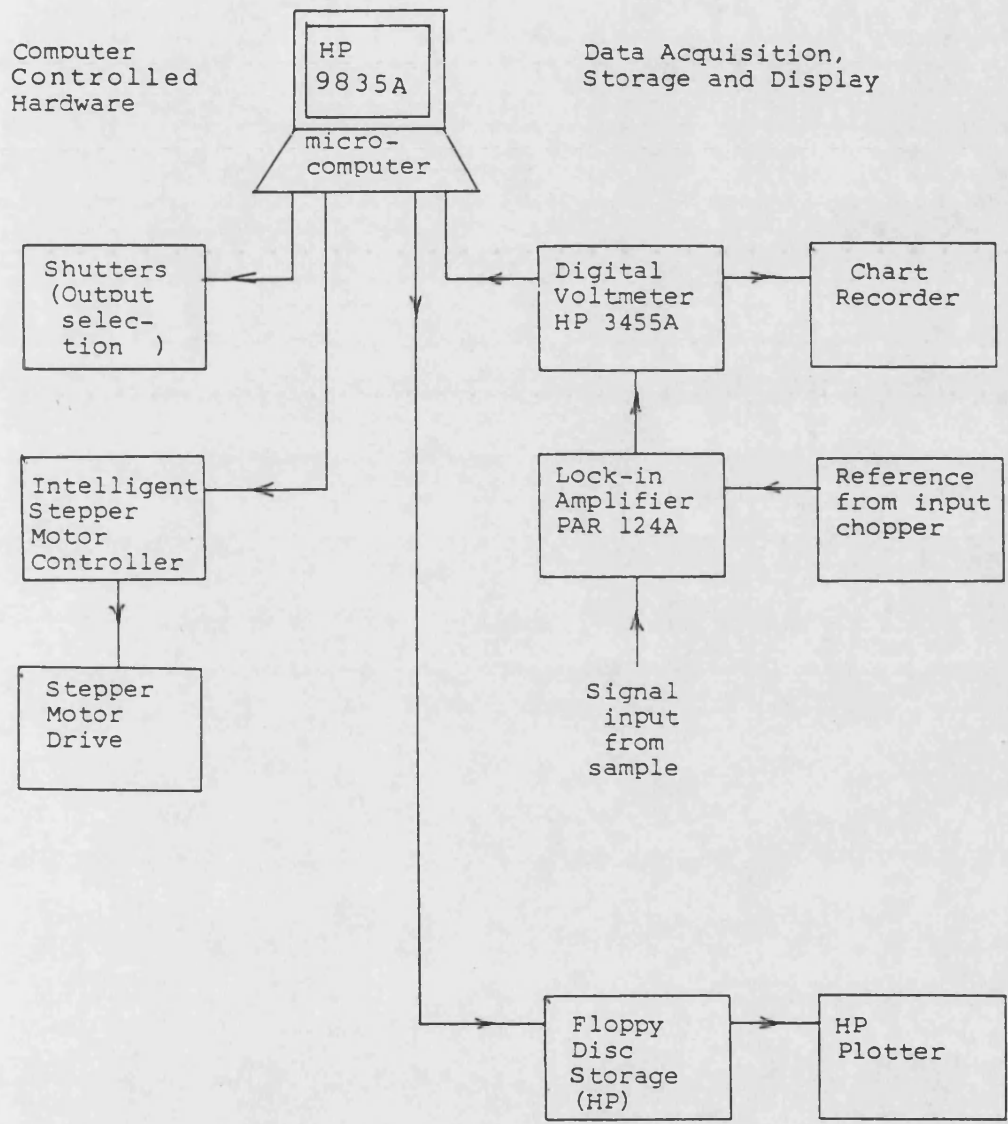 Computer
Controlled
Hardware
HP
9835A
micro-
computer
Data Acquisition,
Storage and Display
Shutters
(Output
selec-
tion )
Digital
Voltmeter
HP 3455A
Chart
Recorder
Intelligent
Stepper
Motor
Controller
Lock-in
Amplifier
PAR 124A
Reference
from input
chopper
Stepper
Motor
Drive
Signal
input
from
sample
Floppy
Disc
Storage
(HP)
HP
Plotter